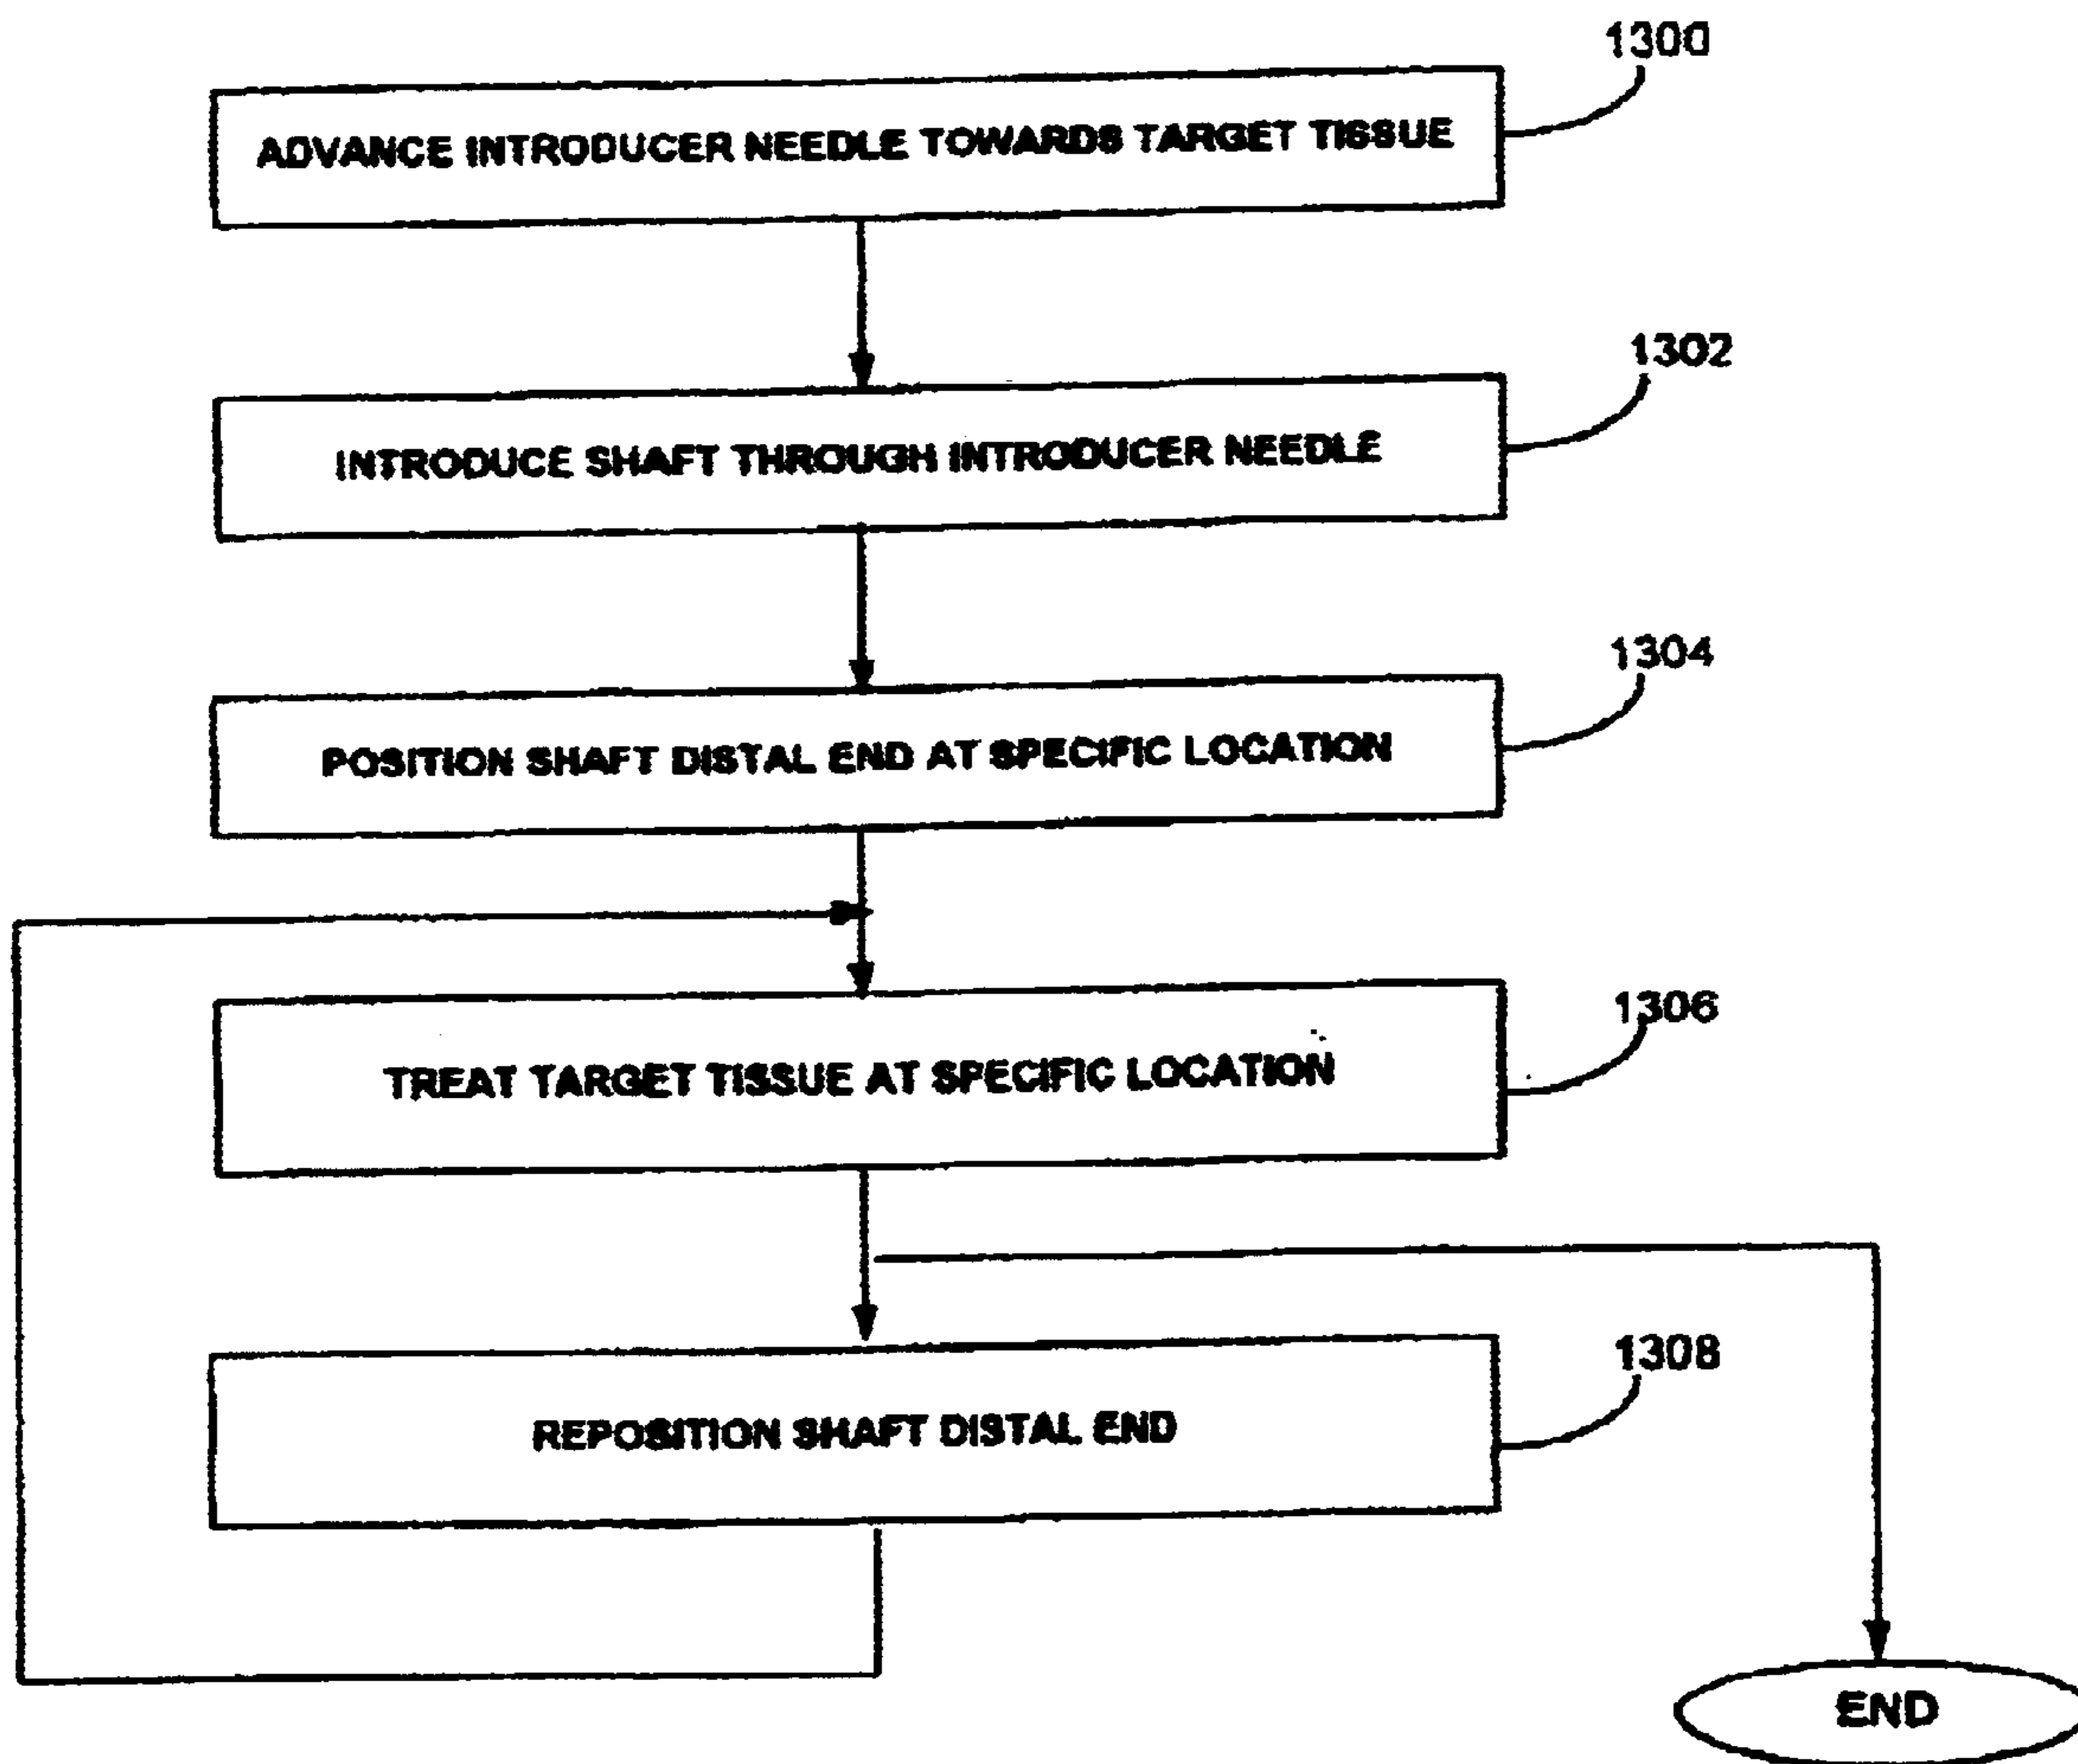 1300
ADVANCE INTRODUCER NEEDLE TOWARDS TARGET TISSUE
1302
INTRODUCE SHAFT THROUGH INTRODUCER NEEDLE
1304
POSITION SHAFT DISTAL END AT SPECIFIC LOCATION
1306
TREAT TARGET TISSUE AT SPECIFIC LOCATION
1308
REPOSITION SHAFT DISTAL END
END